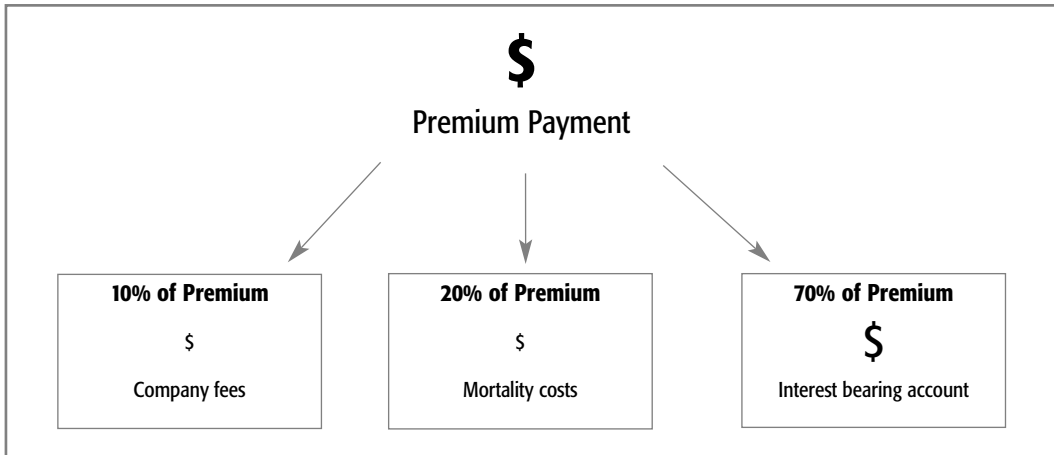 $
Premium Payment
10% of Premium
$
Company fees
20% of Premium
$
Mortality costs
70% of Premium
$
Interest bearing account